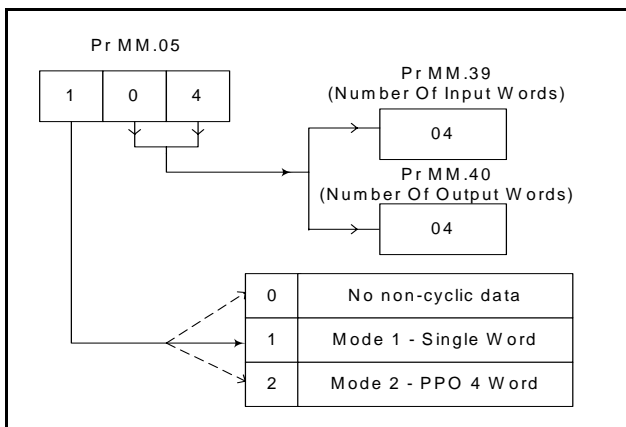 Pr MM.05
1 0 4
Pr MM.39
(Number Of Input Words)
04
Pr MM.40
(Number Of Output Words)
04
0 No non-cyclic data
1 Mode 1 - Single Word
2 Mode 2 - PPO 4 Word